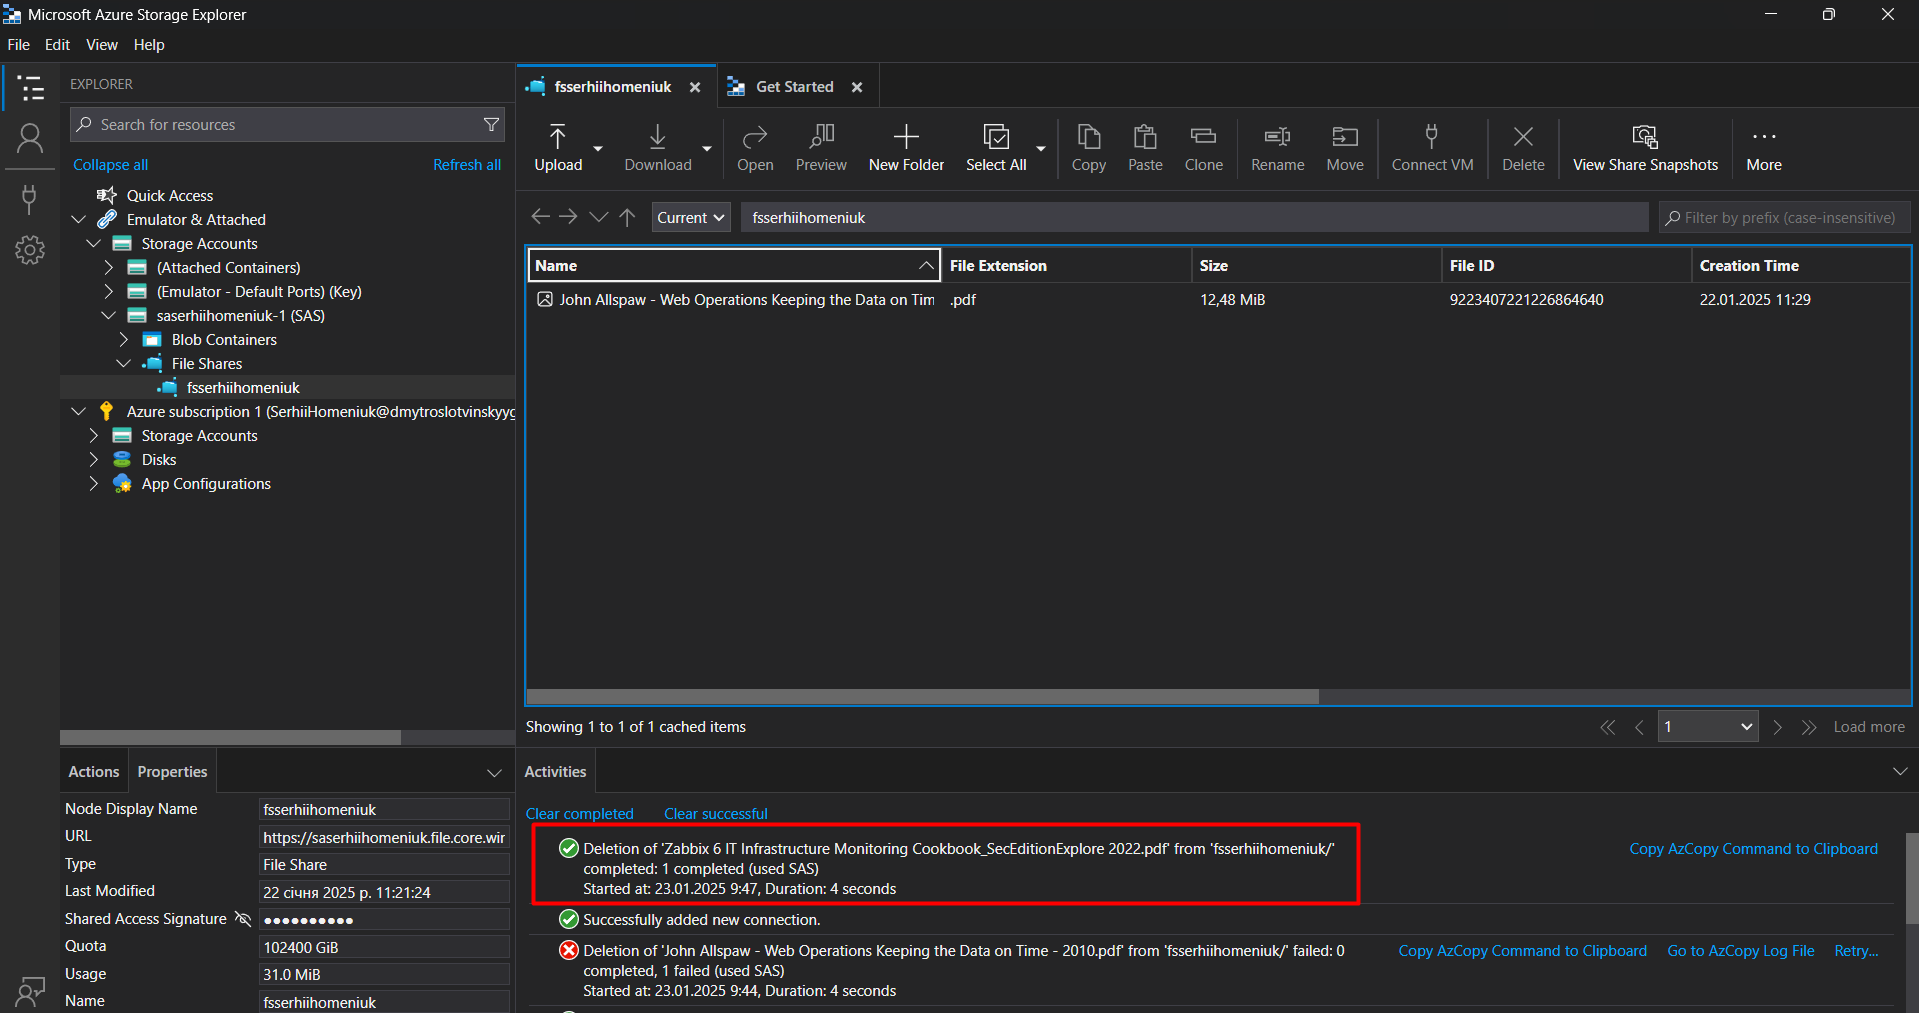 Microsoft Azure Storage Explorer
File Edit View Help
EXPLORER
Search for resources
Collapse all Refresh all
Quick Access
Emulator & Attached
Storage Accounts
(Attached Containers)
(Emulator - Default Ports) (Key)
saserhiihomeniuk-1 (SAS)
Blob Containers
File Shares
fsserhiihomeniuk
Azure subscription 1 (SerhiiHomeniuk@dmytroslotvinskyyg
Storage Accounts
Disks
App Configurations
Actions Properties
Node Display Name fsserhiihomeniuk
URL https://saserhiihomeniuk.file.core.wir
Type File Share
Last Modified 22 січня 2025 р. 11:21:24
Shared Access Signature ●●●●●●●●●●
Quota 102400 GiB
Usage 31.0 MiB
Name fsserhiihomeniuk
fsserhiihomeniuk Get Started
Upload Download Open Preview New Folder Select All Copy Paste Clone Rename Move Connect VM Delete View Share Snapshots More
Current fsserhiihomeniuk Filter by prefix (case-insensitive)
Name File Extension Size File ID Creation Time
John Allspaw - Web Operations Keeping the Data on Tim .pdf 12,48 MiB 9223407221226864640 22.01.2025 11:29
Showing 1 to 1 of 1 cached items 1 Load more
Activities
Clear completed Clear successful
Deletion of 'Zabbix 6 IT Infrastructure Monitoring Cookbook_SecEditionExplore 2022.pdf' from 'fsserhiihomeniuk/' Copy AzCopy Command to Clipboard
completed: 1 completed (used SAS)
Started at: 23.01.2025 9:47, Duration: 4 seconds
Successfully added new connection.
Deletion of 'John Allspaw - Web Operations Keeping the Data on Time - 2010.pdf' from 'fsserhiihomeniuk/' failed: 0 Copy AzCopy Command to Clipboard Go to AzCopy Log File Retry...
completed, 1 failed (used SAS)
Started at: 23.01.2025 9:44, Duration: 4 seconds